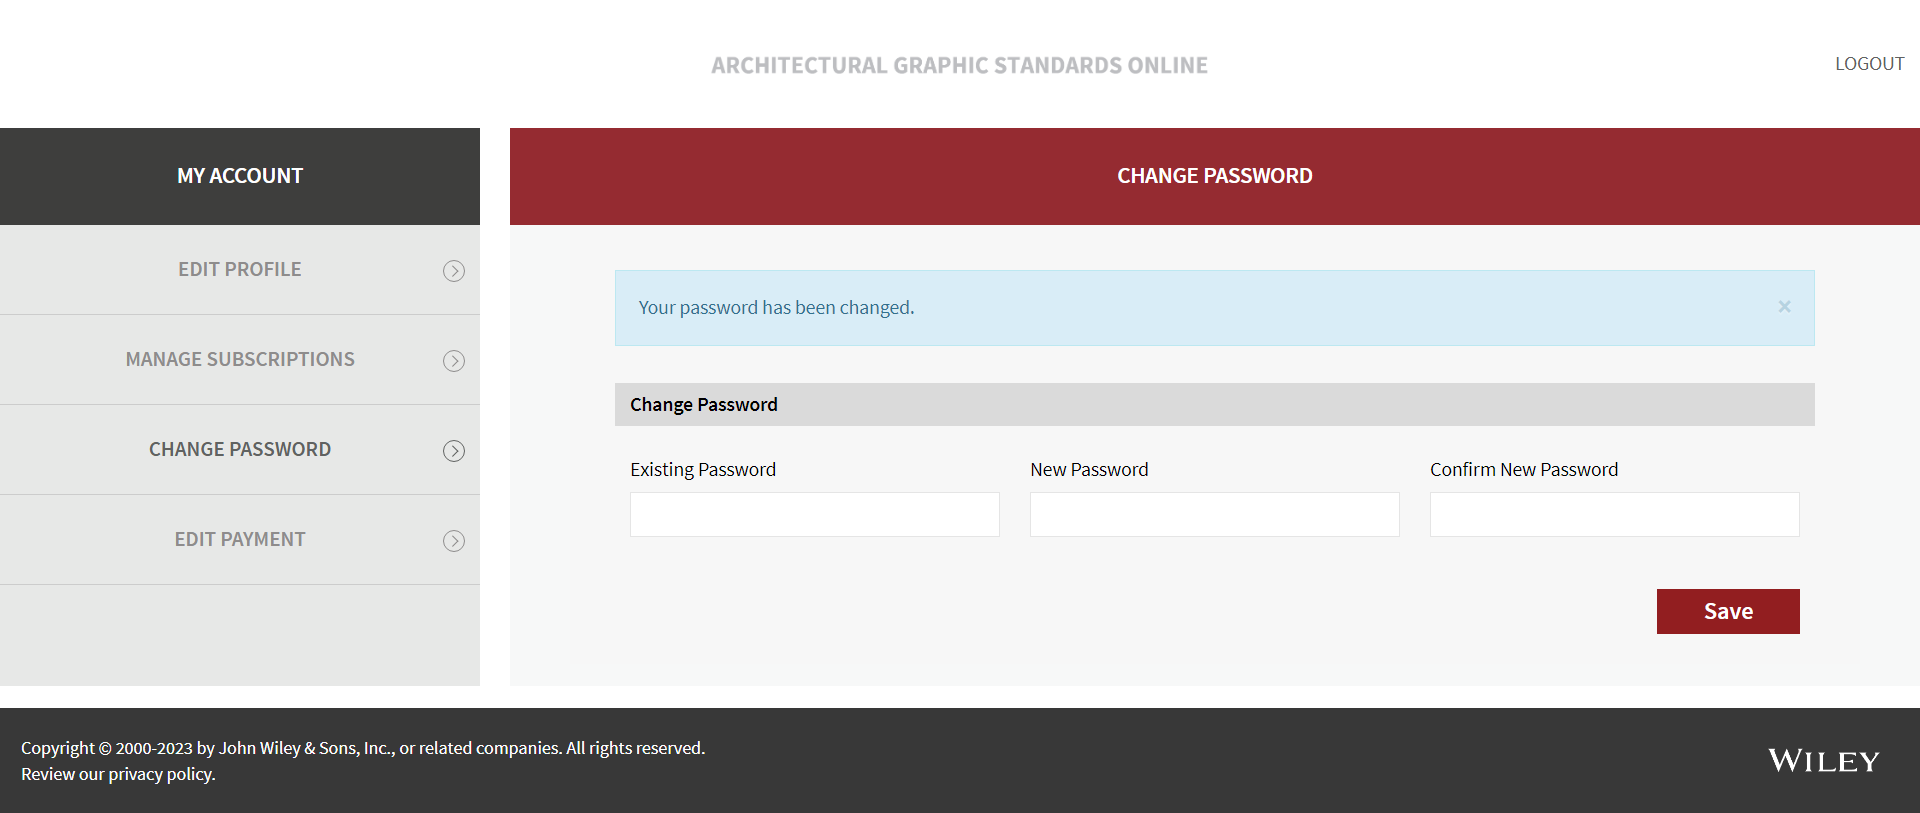 ARCHITECTURAL GRAPHIC STANDARDS ONLINE
LOGOUT
MY ACCOUNT
EDIT PROFILE
MANAGE SUBSCRIPTIONS
CHANGE PASSWORD
EDIT PAYMENT
CHANGE PASSWORD
Your password has been changed.
×
Change Password
Existing Password
New Password
Confirm New Password
Save
Copyright © 2000-2023 by John Wiley & Sons, Inc., or related companies. All rights reserved.
Review our privacy policy.
WILEY